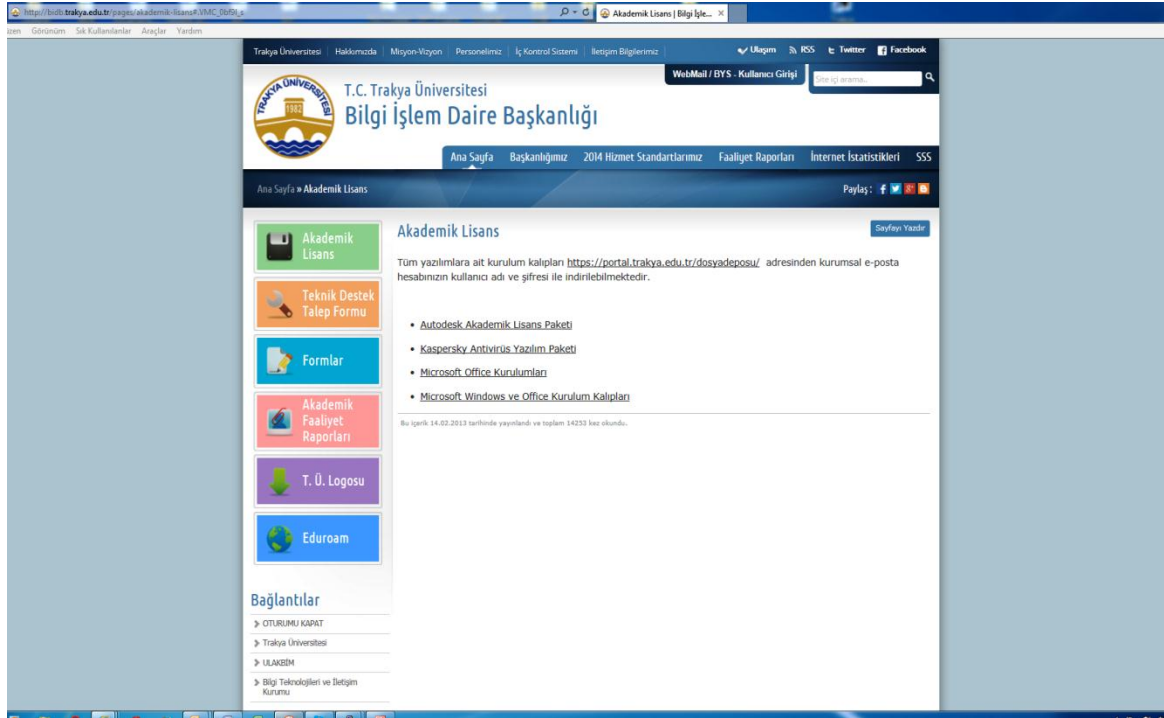 http://bidb.trakya.edu.tr/pages/akademik-lisans#.VMC_0bf9l_s
Akademik Lisans | Bilgi İşle...
Görünüm Sık Kullanılanlar Araçlar Yardım
Trakya Üniversitesi Hakkımızda Misyon-Vizyon Personelimiz İç Kontrol Sistemi İletişim Bilgilerimiz Ulaşım RSS Twitter Facebook
WebMail / BYS - Kullanıcı Girişi
Site içi arama..
TRAKYA ÜNİVERSİTESİ
1982
T.C. Trakya Üniversitesi
Bilgi İşlem Daire Başkanlığı
Ana Sayfa Başkanlığımız 2014 Hizmet Standartlarımız Faaliyet Raporları İnternet İstatistikleri SSS
Ana Sayfa » Akademik Lisans
Paylaş :
Akademik
Lisans
Teknik Destek
Talep Formu
Formlar
Akademik
Faaliyet
Raporları
T. Ü. Logosu
Eduroam
Bağlantılar
OTURUMU KAPAT
Trakya Üniversitesi
ULAKBİM
Bilgi Teknolojileri ve İletişim
Kurumu
Akademik Lisans
Sayfayı Yazdır
Tüm yazılımlara ait kurulum kalıpları https://portal.trakya.edu.tr/dosyadeposu/ adresinden kurumsal e-posta
hesabınızın kullanıcı adı ve şifresi ile indirilebilmektedir.
• Autodesk Akademik Lisans Paketi
• Kaspersky Antivirüs Yazılım Paketi
• Microsoft Office Kurulumları
• Microsoft Windows ve Office Kurulum Kalıpları
Bu içerik 14.02.2013 tarihinde yayınlandı ve toplam 14253 kez okundu.